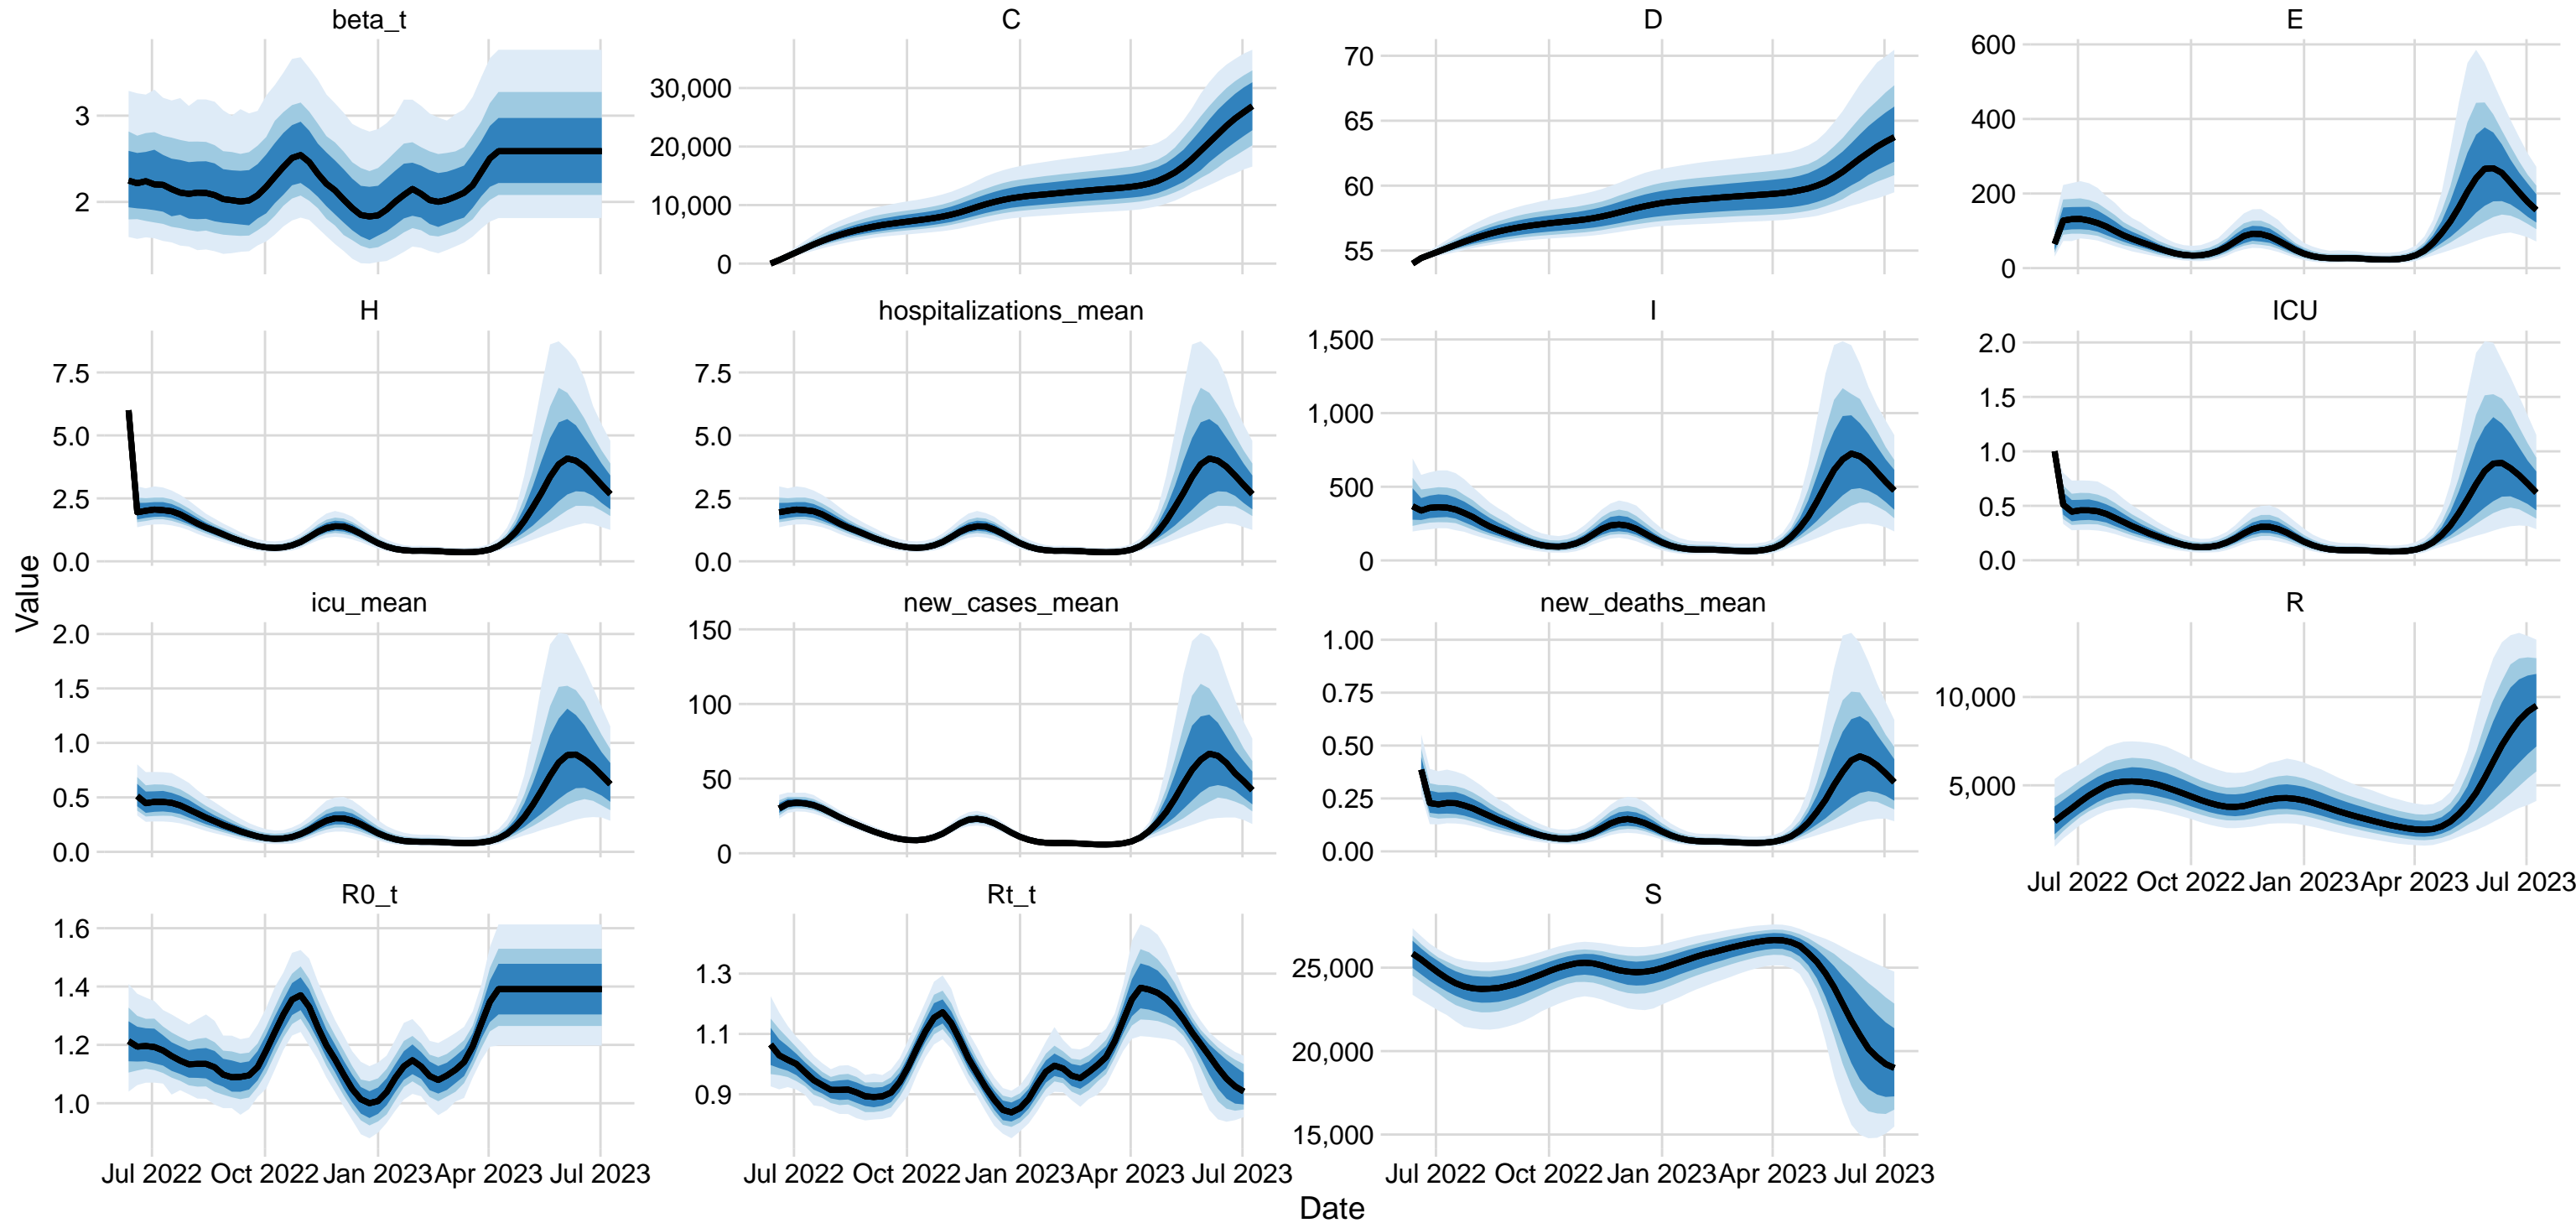 beta_t
C
D
E
3
2
30,000
20,000
10,000
0
70
65
60
55
600
400
200
0
H
hospitalizations_mean
I
ICU
7.5
5.0
2.5
0.0
7.5
5.0
2.5
0.0
1,500
1,000
500
0
2.0
1.5
1.0
0.5
0.0
Value
icu_mean
new_cases_mean
new_deaths_mean
R
2.0
1.5
1.0
0.5
0.0
150
100
50
0
1.00
0.75
0.50
0.25
0.00
10,000
5,000
Jul 2022 Oct 2022 Jan 2023 Apr 2023 Jul 2023
R0_t
Rt_t
S
1.6
1.4
1.2
1.0
1.3
1.1
0.9
25,000
20,000
15,000
Jul 2022 Oct 2022 Jan 2023 Apr 2023 Jul 2023
Jul 2022 Oct 2022 Jan 2023 Apr 2023 Jul 2023
Jul 2022 Oct 2022 Jan 2023 Apr 2023 Jul 2023
Date